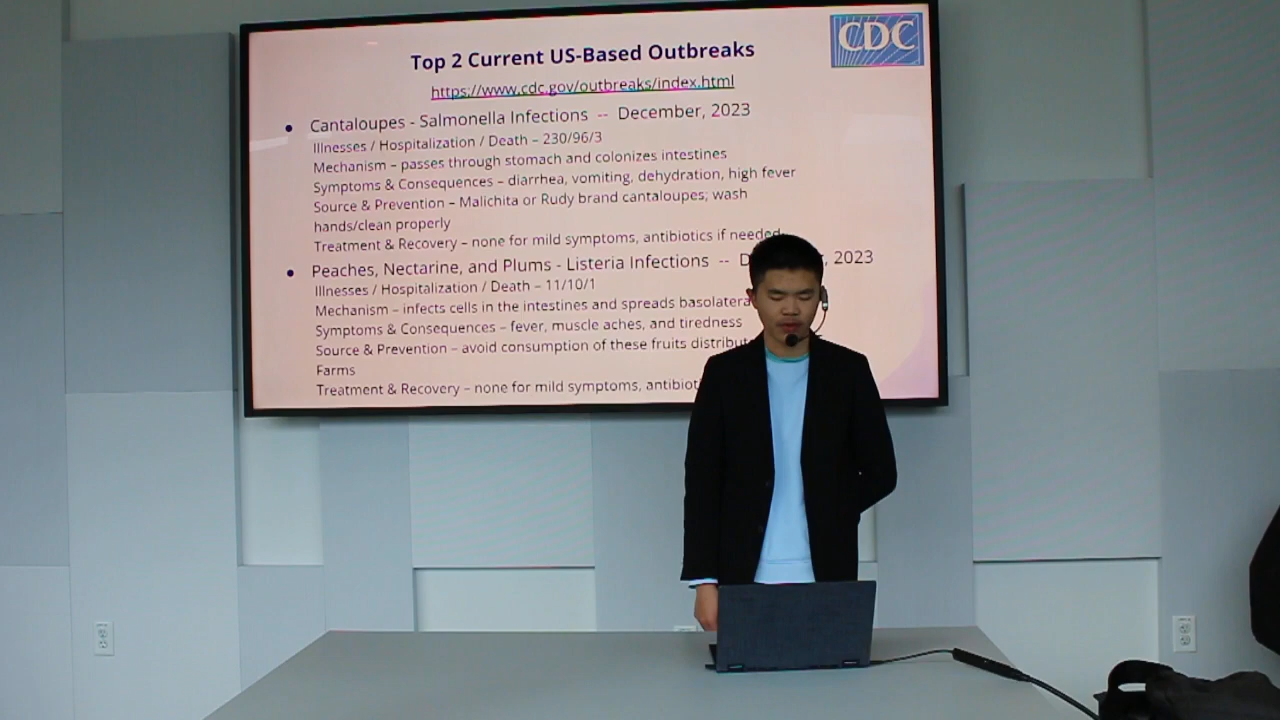 Top 2 Current US-Based Outbreaks
CDC
https://www.cdc.gov/outbreaks/index.html
• Cantaloupes - Salmonella Infections -- December, 2023
Illnesses / Hospitalization / Death – 230/96/3
Mechanism – passes through stomach and colonizes intestines
Symptoms & Consequences – diarrhea, vomiting, dehydration, high fever
Source & Prevention – Malichita or Rudy brand cantaloupes; wash
hands/clean properly
Treatment & Recovery – none for mild symptoms, antibiotics if needed
• Peaches, Nectarine, and Plums - Listeria Infections -- 2023
Illnesses / Hospitalization / Death – 11/10/1
Mechanism – infects cells in the intestines and spreads
Symptoms & Consequences – fever, muscle aches, and tiredness
Source & Prevention – avoid consumption of these fruits
Farms
Treatment & Recovery – none for mild symptoms,